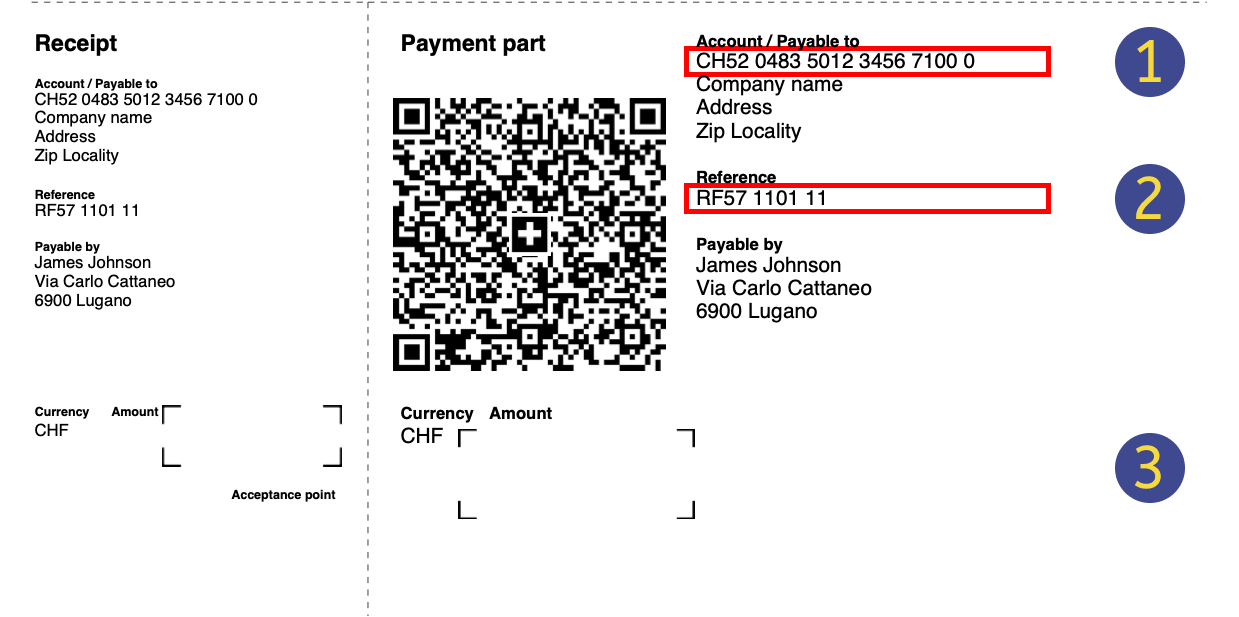 Receipt
Account / Payable to
CH52 0483 5012 3456 7100 0
Company name
Address
Zip Locality
Reference
RF57 1101 11
Payable by
James Johnson
Via Carlo Cattaneo
6900 Lugano
Currency Amount
CHF
Acceptance point
Payment part
Currency Amount
CHF
Account / Payable to
CH52 0483 5012 3456 7100 0
Company name
Address
Zip Locality
Reference
RF57 1101 11
Payable by
James Johnson
Via Carlo Cattaneo
6900 Lugano
1
2
3